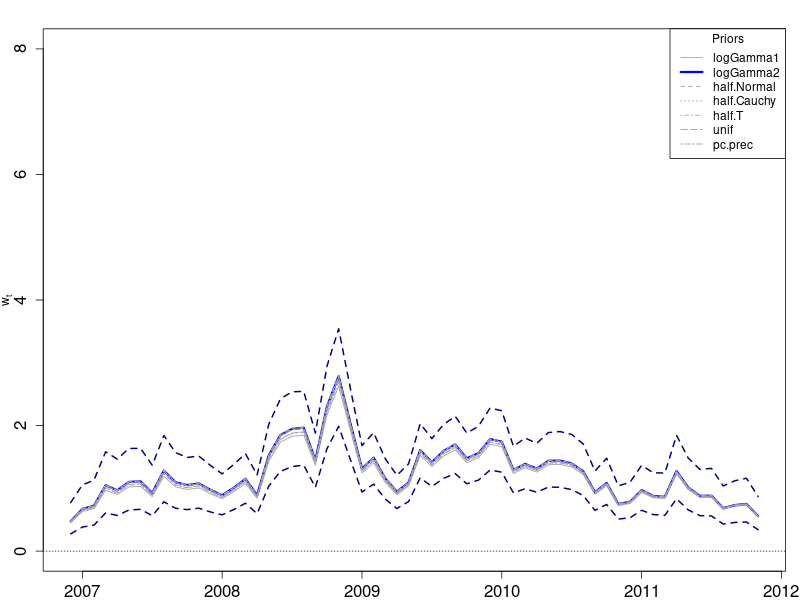 Priors
logGamma1
logGamma2
half.Normal
half.Cauchy
half.T
unif
pc.prec
8
6
4
2
0
wt
2007 2008 2009 2010 2011 2012